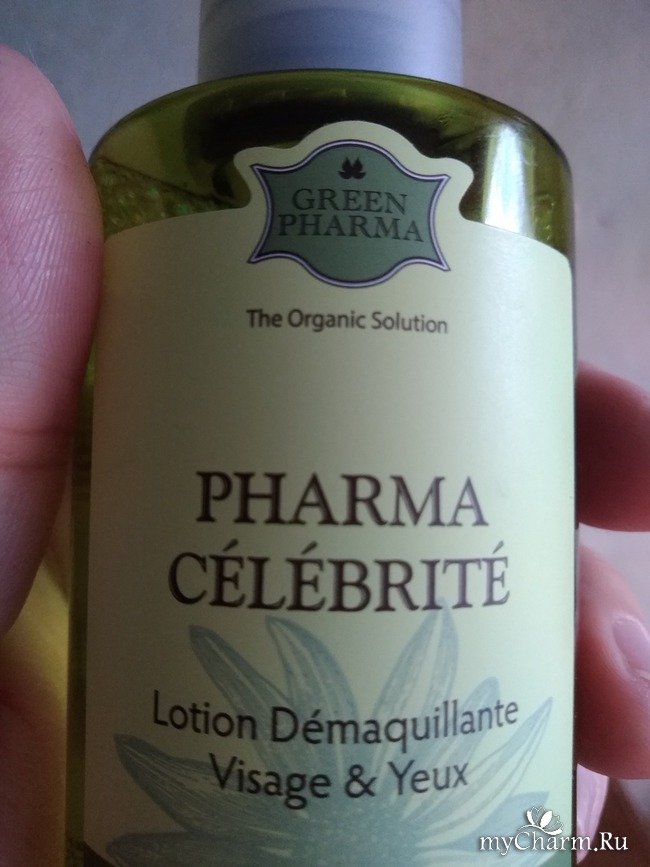 GREEN
PHARMA
The Organic Solution
PHARMA
CÉLÉBRITÉ
Lotion Démaquillante
Visage & Yeux
myCharm.Ru